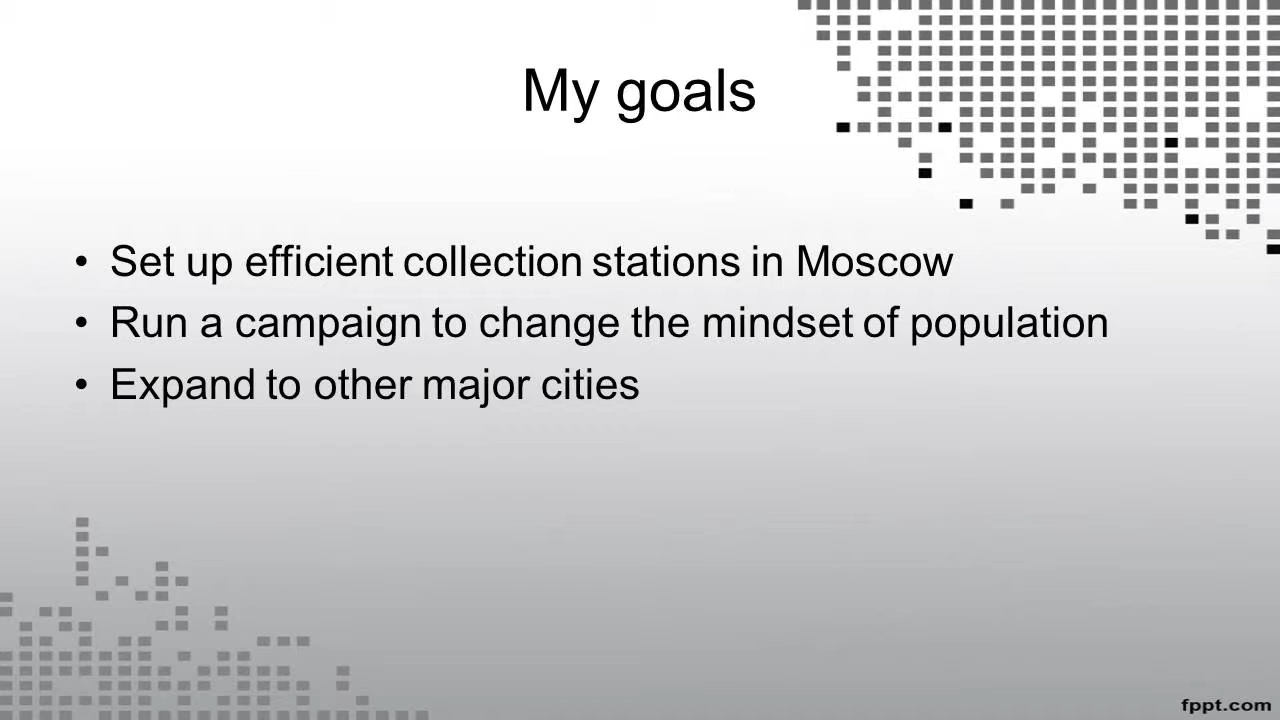 My goals
• Set up efficient collection stations in Moscow
• Run a campaign to change the mindset of population
• Expand to other major cities
fppt.com